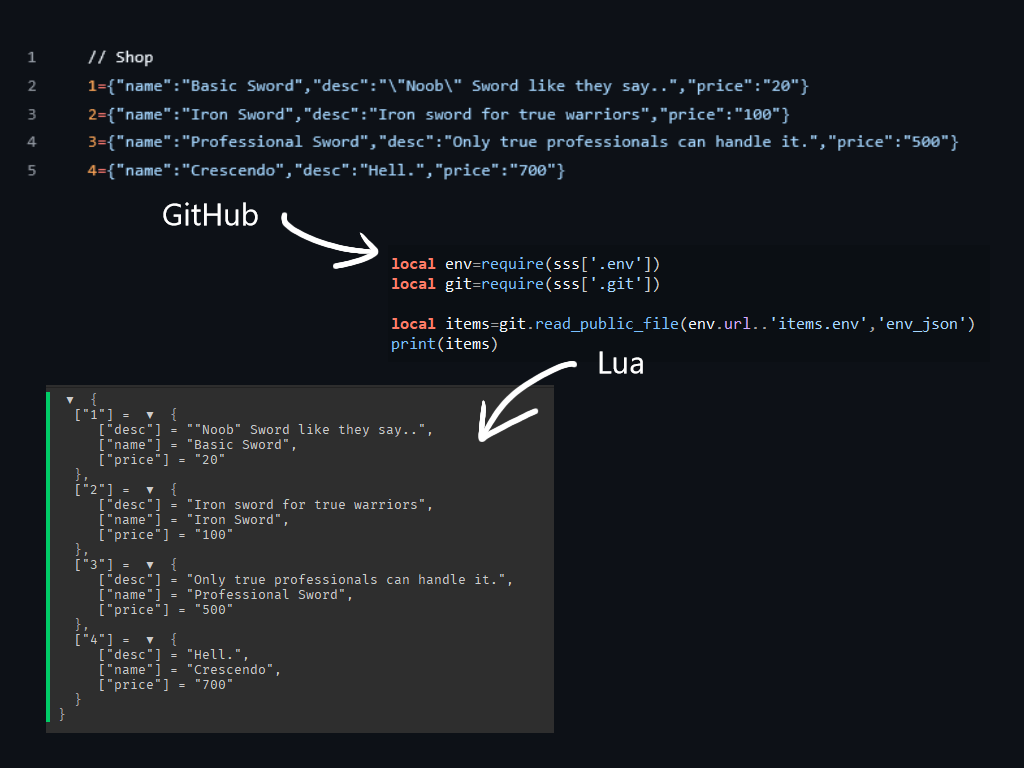 1 // Shop
2 1={"name":"Basic Sword","desc":"\"Noob\" Sword like they say..","price":"20"}
3 2={"name":"Iron Sword","desc":"Iron sword for true warriors","price":"100"}
4 3={"name":"Professional Sword","desc":"Only true professionals can handle it.","price":"500"}
5 4={"name":"Crescendo","desc":"Hell.","price":"700"}
GitHub
local env=require(sss['.env'])
local git=require(sss['.git'])
local items=git.read_public_file(env.url..'items.env','env_json')
print(items)
Lua
▼ {
["1"] = ▼ {
["desc"] = ""Noob" Sword like they say..",
["name"] = "Basic Sword",
["price"] = "20"
},
["2"] = ▼ {
["desc"] = "Iron sword for true warriors",
["name"] = "Iron Sword",
["price"] = "100"
},
["3"] = ▼ {
["desc"] = "Only true professionals can handle it.",
["name"] = "Professional Sword",
["price"] = "500"
},
["4"] = ▼ {
["desc"] = "Hell.",
["name"] = "Crescendo",
["price"] = "700"
}
}